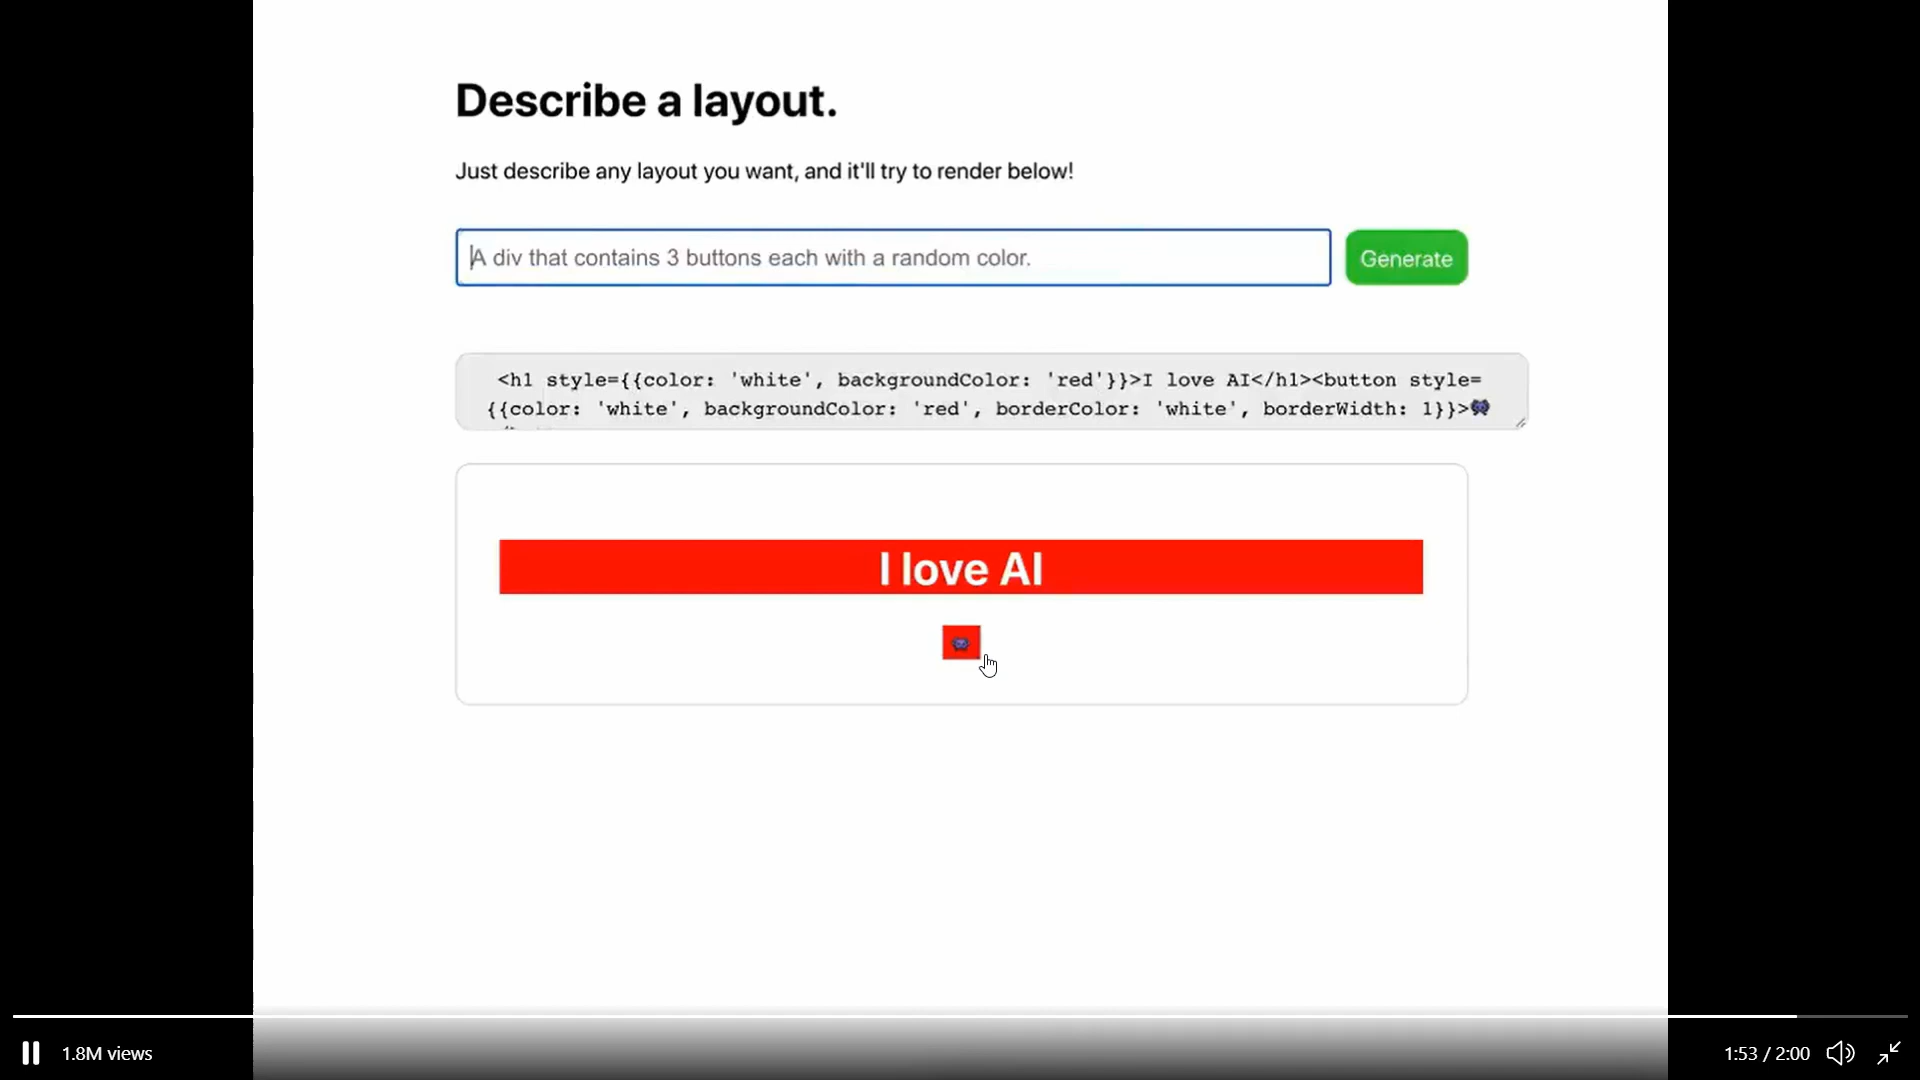 Describe a layout.
Just describe any layout you want, and it'll try to render below!
A div that contains 3 buttons each with a random color.
Generate
<h1 style={{color: 'white', backgroundColor: 'red'}}>I love AI</h1><button style=
{{color: 'white', backgroundColor: 'red', borderColor: 'white', borderWidth: 1}}>👾
I love AI
👾
1.8M views
1:53 / 2:00